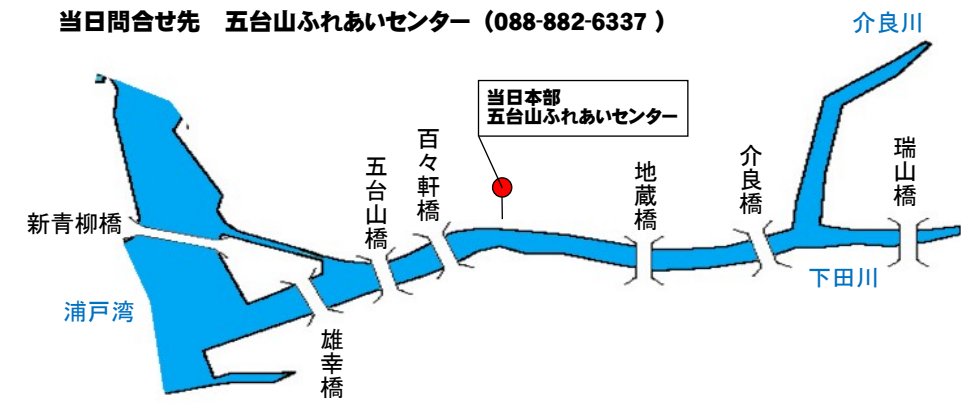 当日問合せ先 五台山ふれあいセンター（088-882-6337 ）
介良川
当日本部
五台山ふれあいセンター
百々軒橋
五台山橋
地蔵橋
介良橋
瑞山橋
新青柳橋
浦戸湾
下田川
雄幸橋